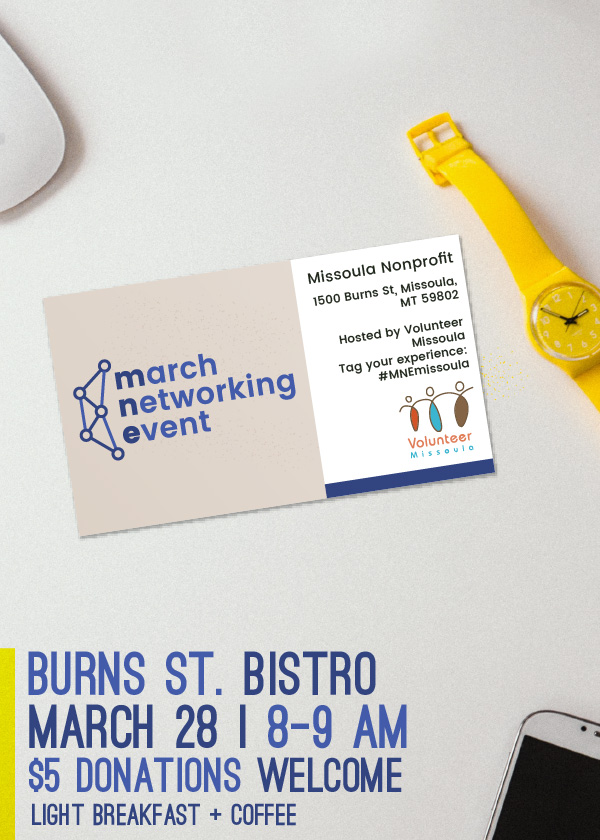 Missoula Nonprofit
1500 Burns St, Missoula,
MT 59802
Hosted by Volunteer
Missoula
Tag your experience:
#MNEmissoula
march
networking
event
Volunteer
Missoula
BURNS ST. BISTRO
MARCH 28 | 8-9 AM
$5 DONATIONS WELCOME
LIGHT BREAKFAST + COFFEE